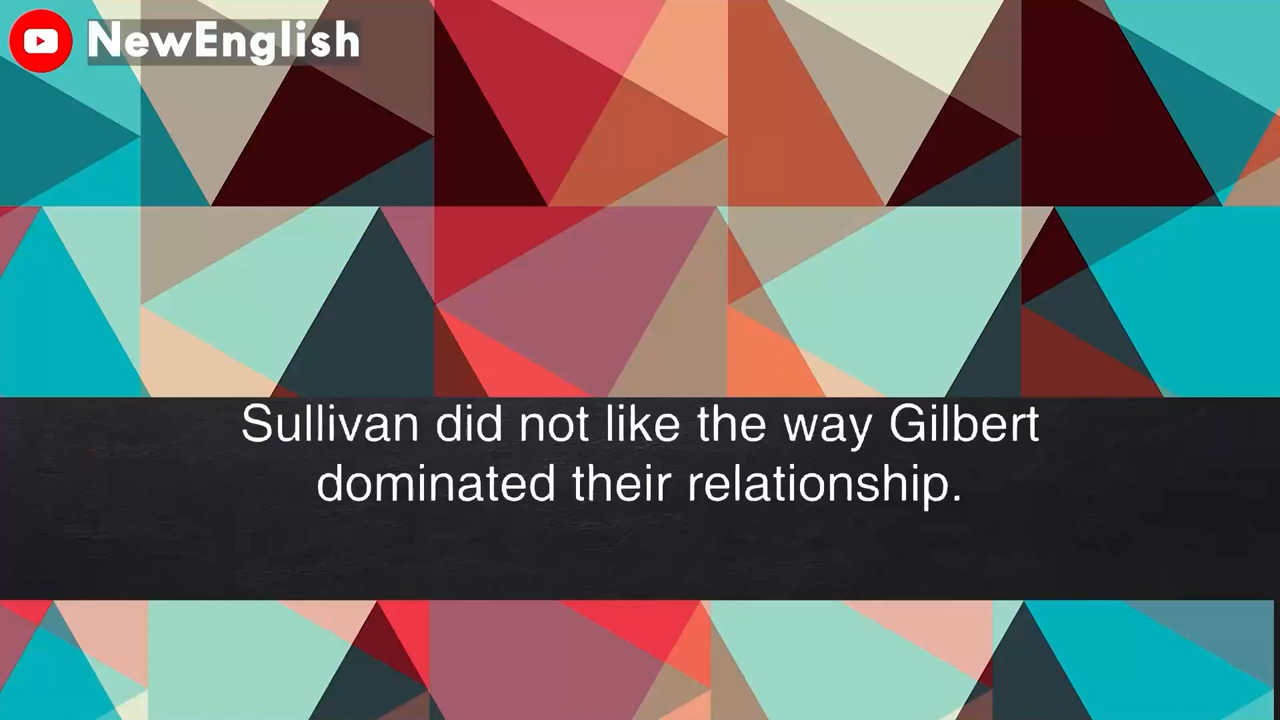 NewEnglish
Sullivan did not like the way Gilbert
dominated their relationship.